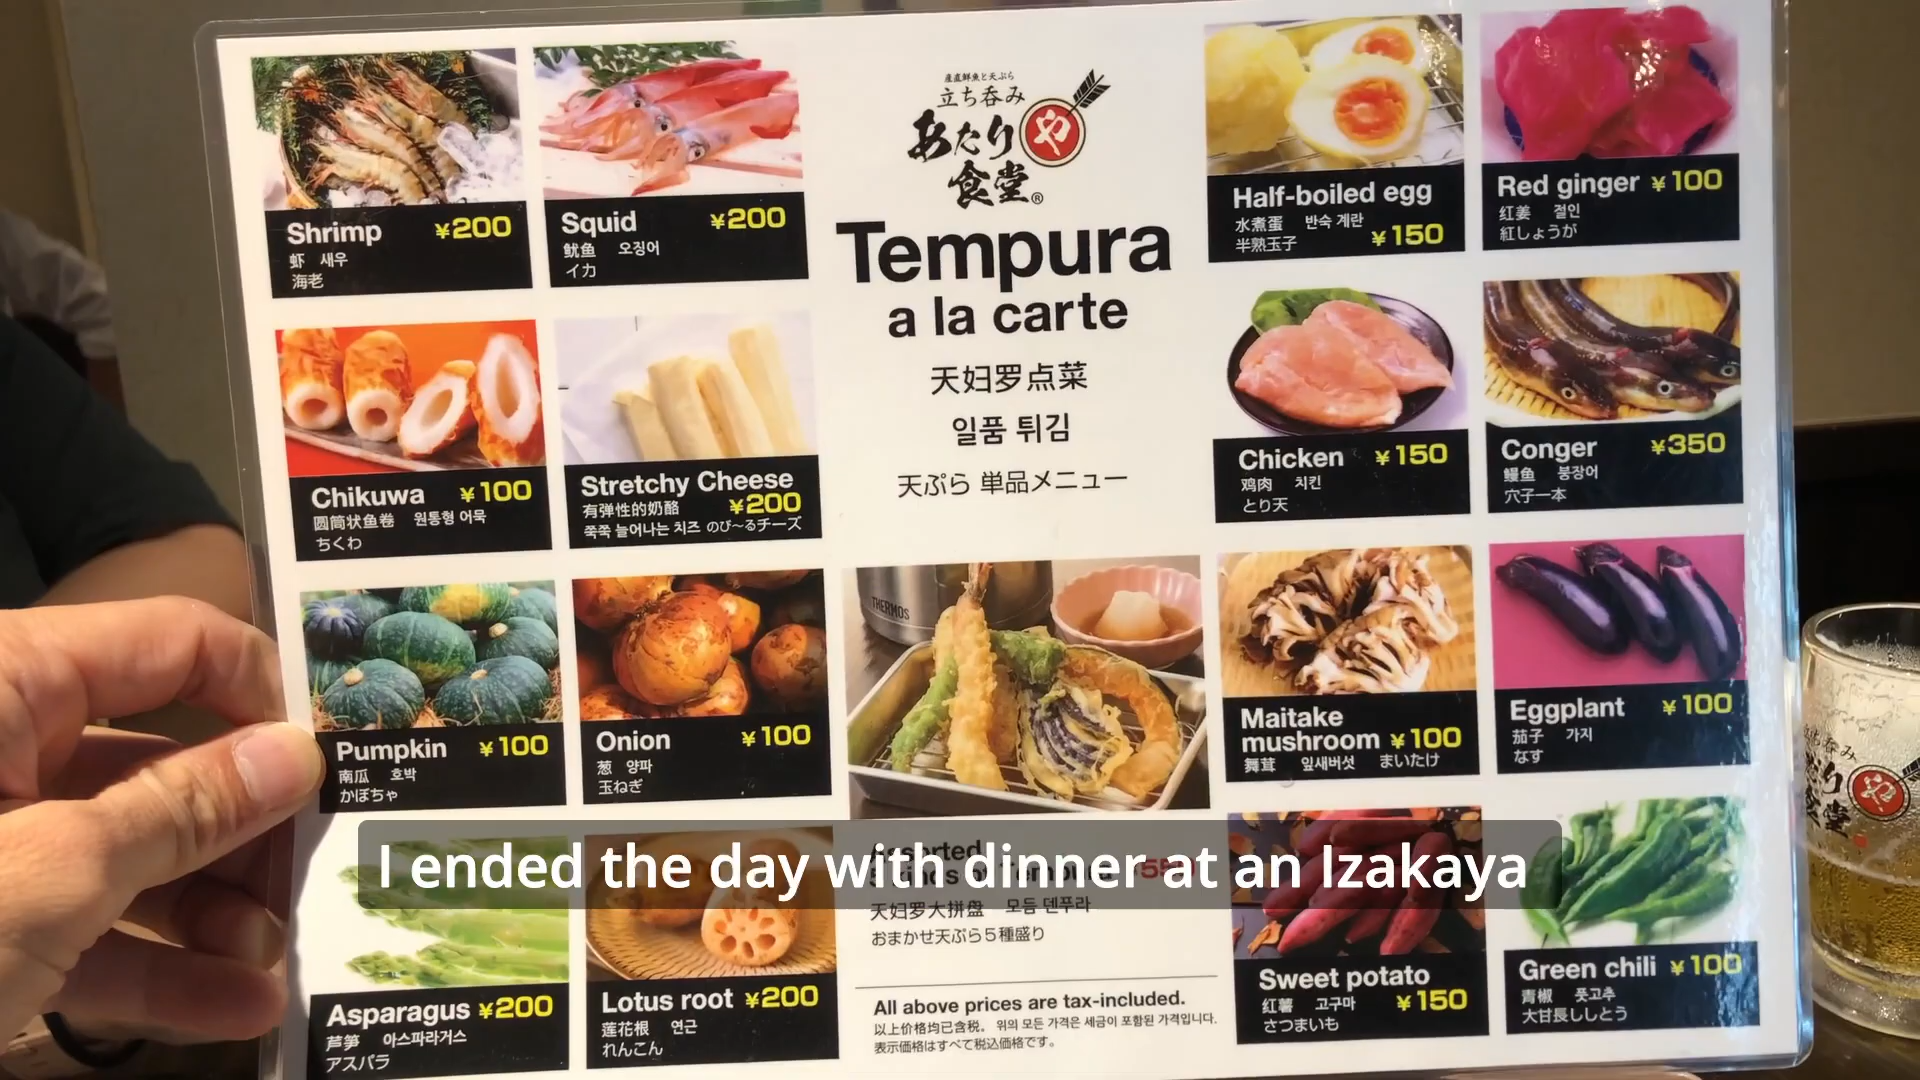 Shrimp ¥200
虾 새우
海老
Squid ¥200
鱿鱼 오징어
イカ
産直鮮魚と天ぷら
立ち呑み
あたりや
食堂®
Tempura
a la carte
天妇罗点菜
일품 튀김
天ぷら 単品メニュー
Half-boiled egg
水煮蛋 반숙 계란
半熟玉子 ¥150
Red ginger ¥100
红姜 절인
紅しょうが
Chikuwa ¥100
圆筒状鱼卷 원통형 어묵
ちくわ
Stretchy Cheese
有弹性的奶酪 ¥200
쭉쭉 늘어나는 치즈 のび〜るチーズ
Chicken ¥150
鸡肉 치킨
とり天
Conger ¥350
鳗鱼 붕장어
穴子一本
Pumpkin ¥100
南瓜 호박
かぼちゃ
Onion ¥100
葱 양파
玉ねぎ
THERMOS
Maitake
mushroom ¥100
舞茸 잎새버섯 まいたけ
Eggplant ¥100
茄子 가지
なす
I ended the day with dinner at an Izakaya
Asparagus ¥200
芦笋 아스파라거스
アスパラ
Lotus root ¥200
莲花根 연근
れんこん
Assorted
5 kinds of Tempura
天妇罗大拼盘 모듬 덴푸라
おまかせ天ぷら5種盛り
All above prices are tax-included.
以上价格均已含税。 위의 모든 가격은 세금이 포함된 가격입니다.
表示価格はすべて税込価格です。
Sweet potato
红薯 고구마 ¥150
さつまいも
Green chili ¥100
青椒 풋고추
大甘長ししとう